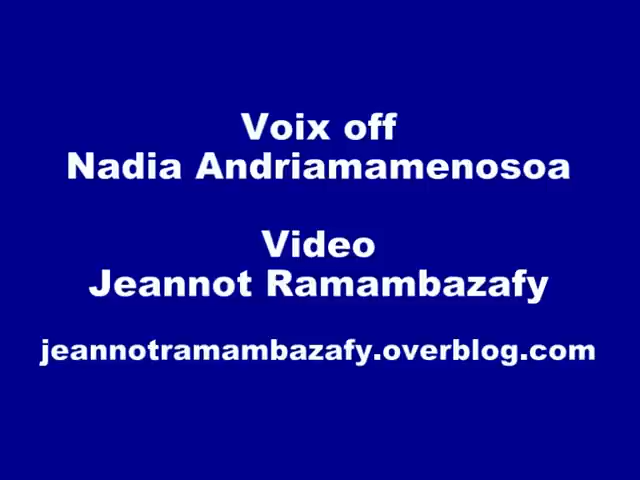 Voix off
Nadia Andriamamenosoa
Video
Jeannot Ramambazafy
jeannotramambazafy.overblog.com